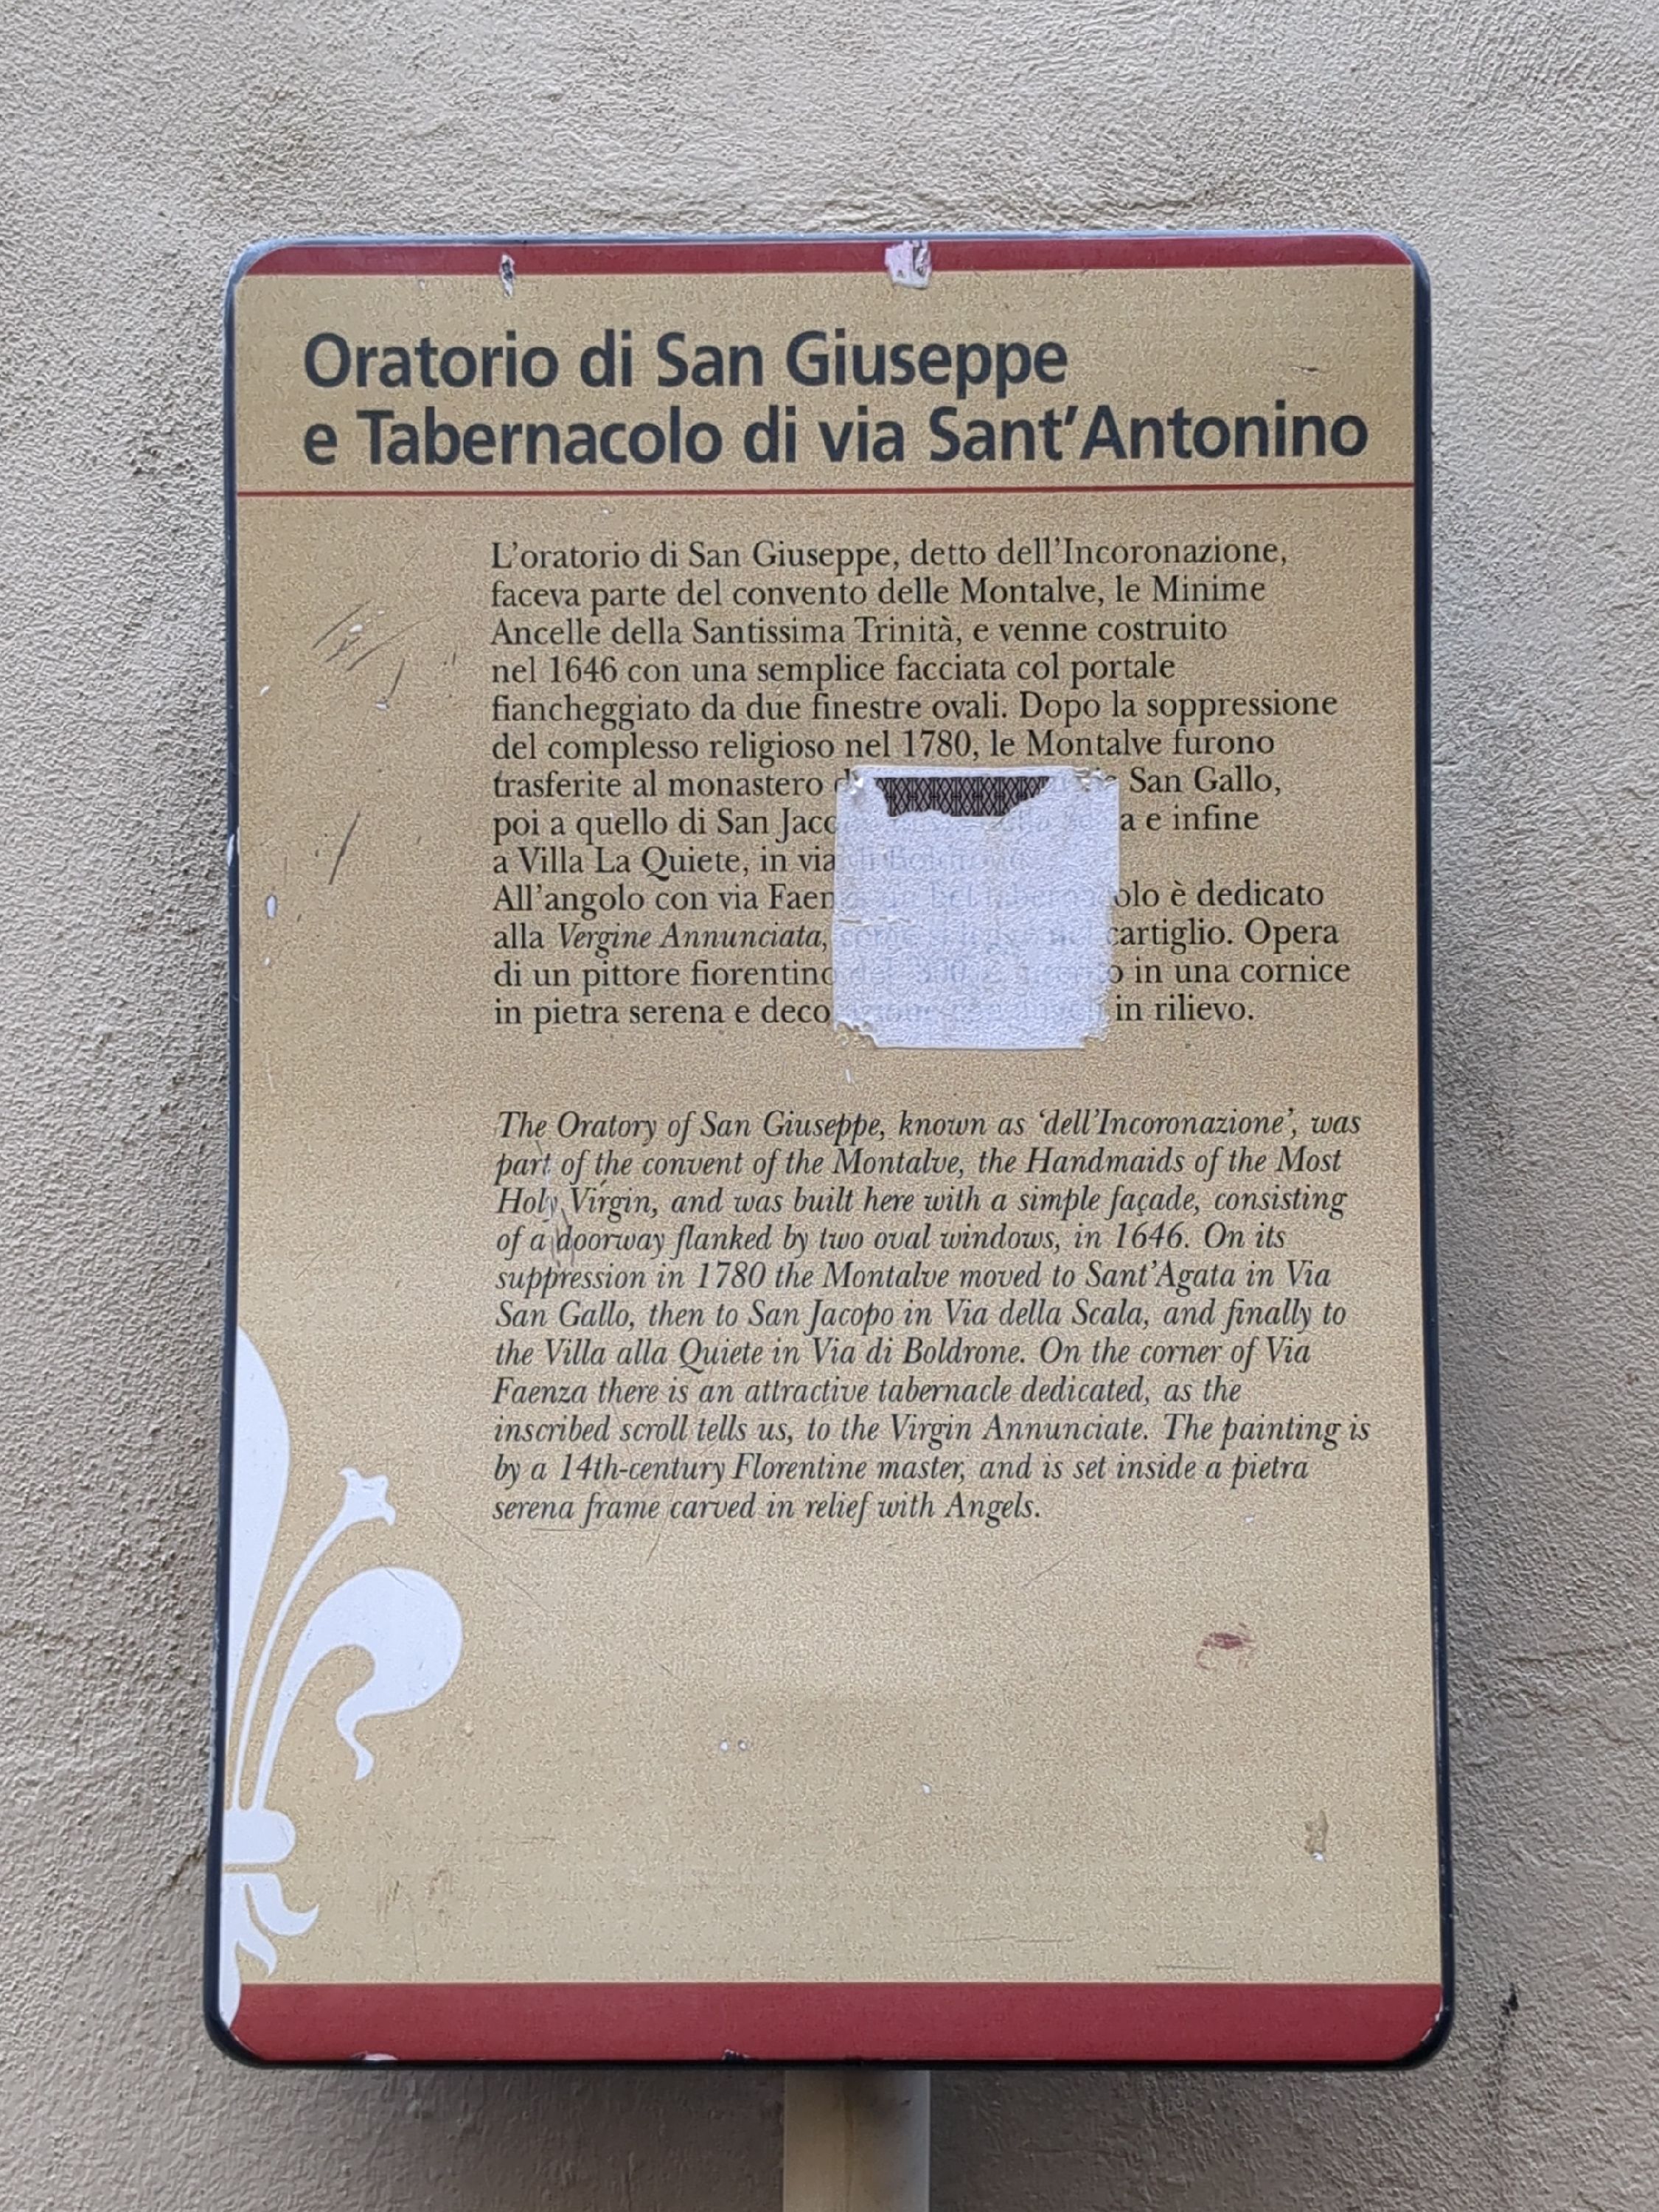 Oratorio di San Giuseppe
e Tabernacolo di via Sant'Antonino
L'oratorio di San Giuseppe, detto dell'Incoronazione,
faceva parte del convento delle Montalve, le Minime
Ancelle della Santissima Trinità, e venne costruito
nel 1646 con una semplice facciata col portale
fiancheggiato da due finestre ovali. Dopo la soppressione
del complesso religioso nel 1780, le Montalve furono
trasferite al monastero San Gallo,
poi a quello di San e infine
a Villa La Quiete, in via
All'angolo con via è dedicato
alla Vergine Annunciata, cartiglio. Opera
di un pittore fiorentino in una cornice
in pietra serena e in rilievo.
The Oratory of San Giuseppe, known as 'dell'Incoronazione', was
part of the convent of the Montalve, the Handmaids of the Most
Holy Virgin, and was built here with a simple façade, consisting
of a doorway flanked by two oval windows, in 1646. On its
suppression in 1780 the Montalve moved to Sant'Agata in Via
San Gallo, then to San Jacopo in Via della Scala, and finally to
the Villa alla Quiete in Via di Boldrone. On the corner of Via
Faenza there is an attractive tabernacle dedicated, as the
inscribed scroll tells us, to the Virgin Annunciate. The painting is
by a 14th-century Florentine master, and is set inside a pietra
serena frame carved in relief with Angels.